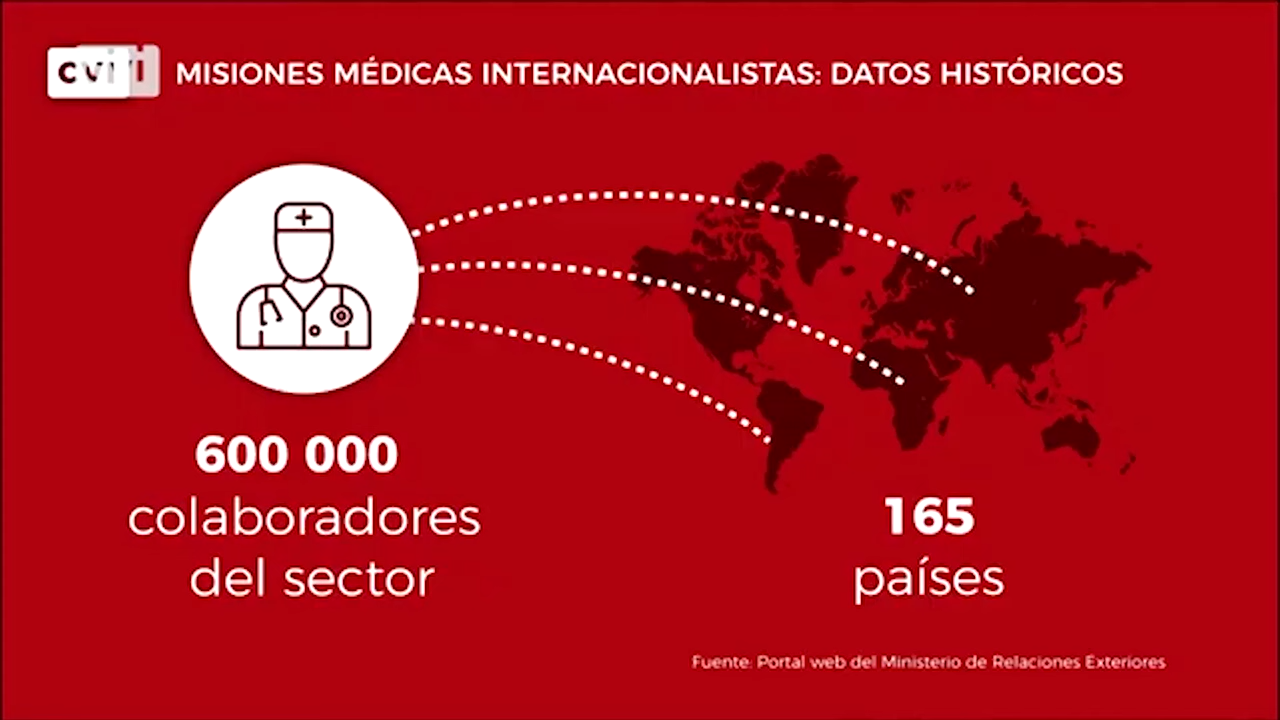 cvi
MISIONES MÉDICAS INTERNACIONALISTAS: DATOS HISTÓRICOS
600 000
colaboradores
del sector
165
países
Fuente: Portal web del Ministerio de Relaciones Exteriores